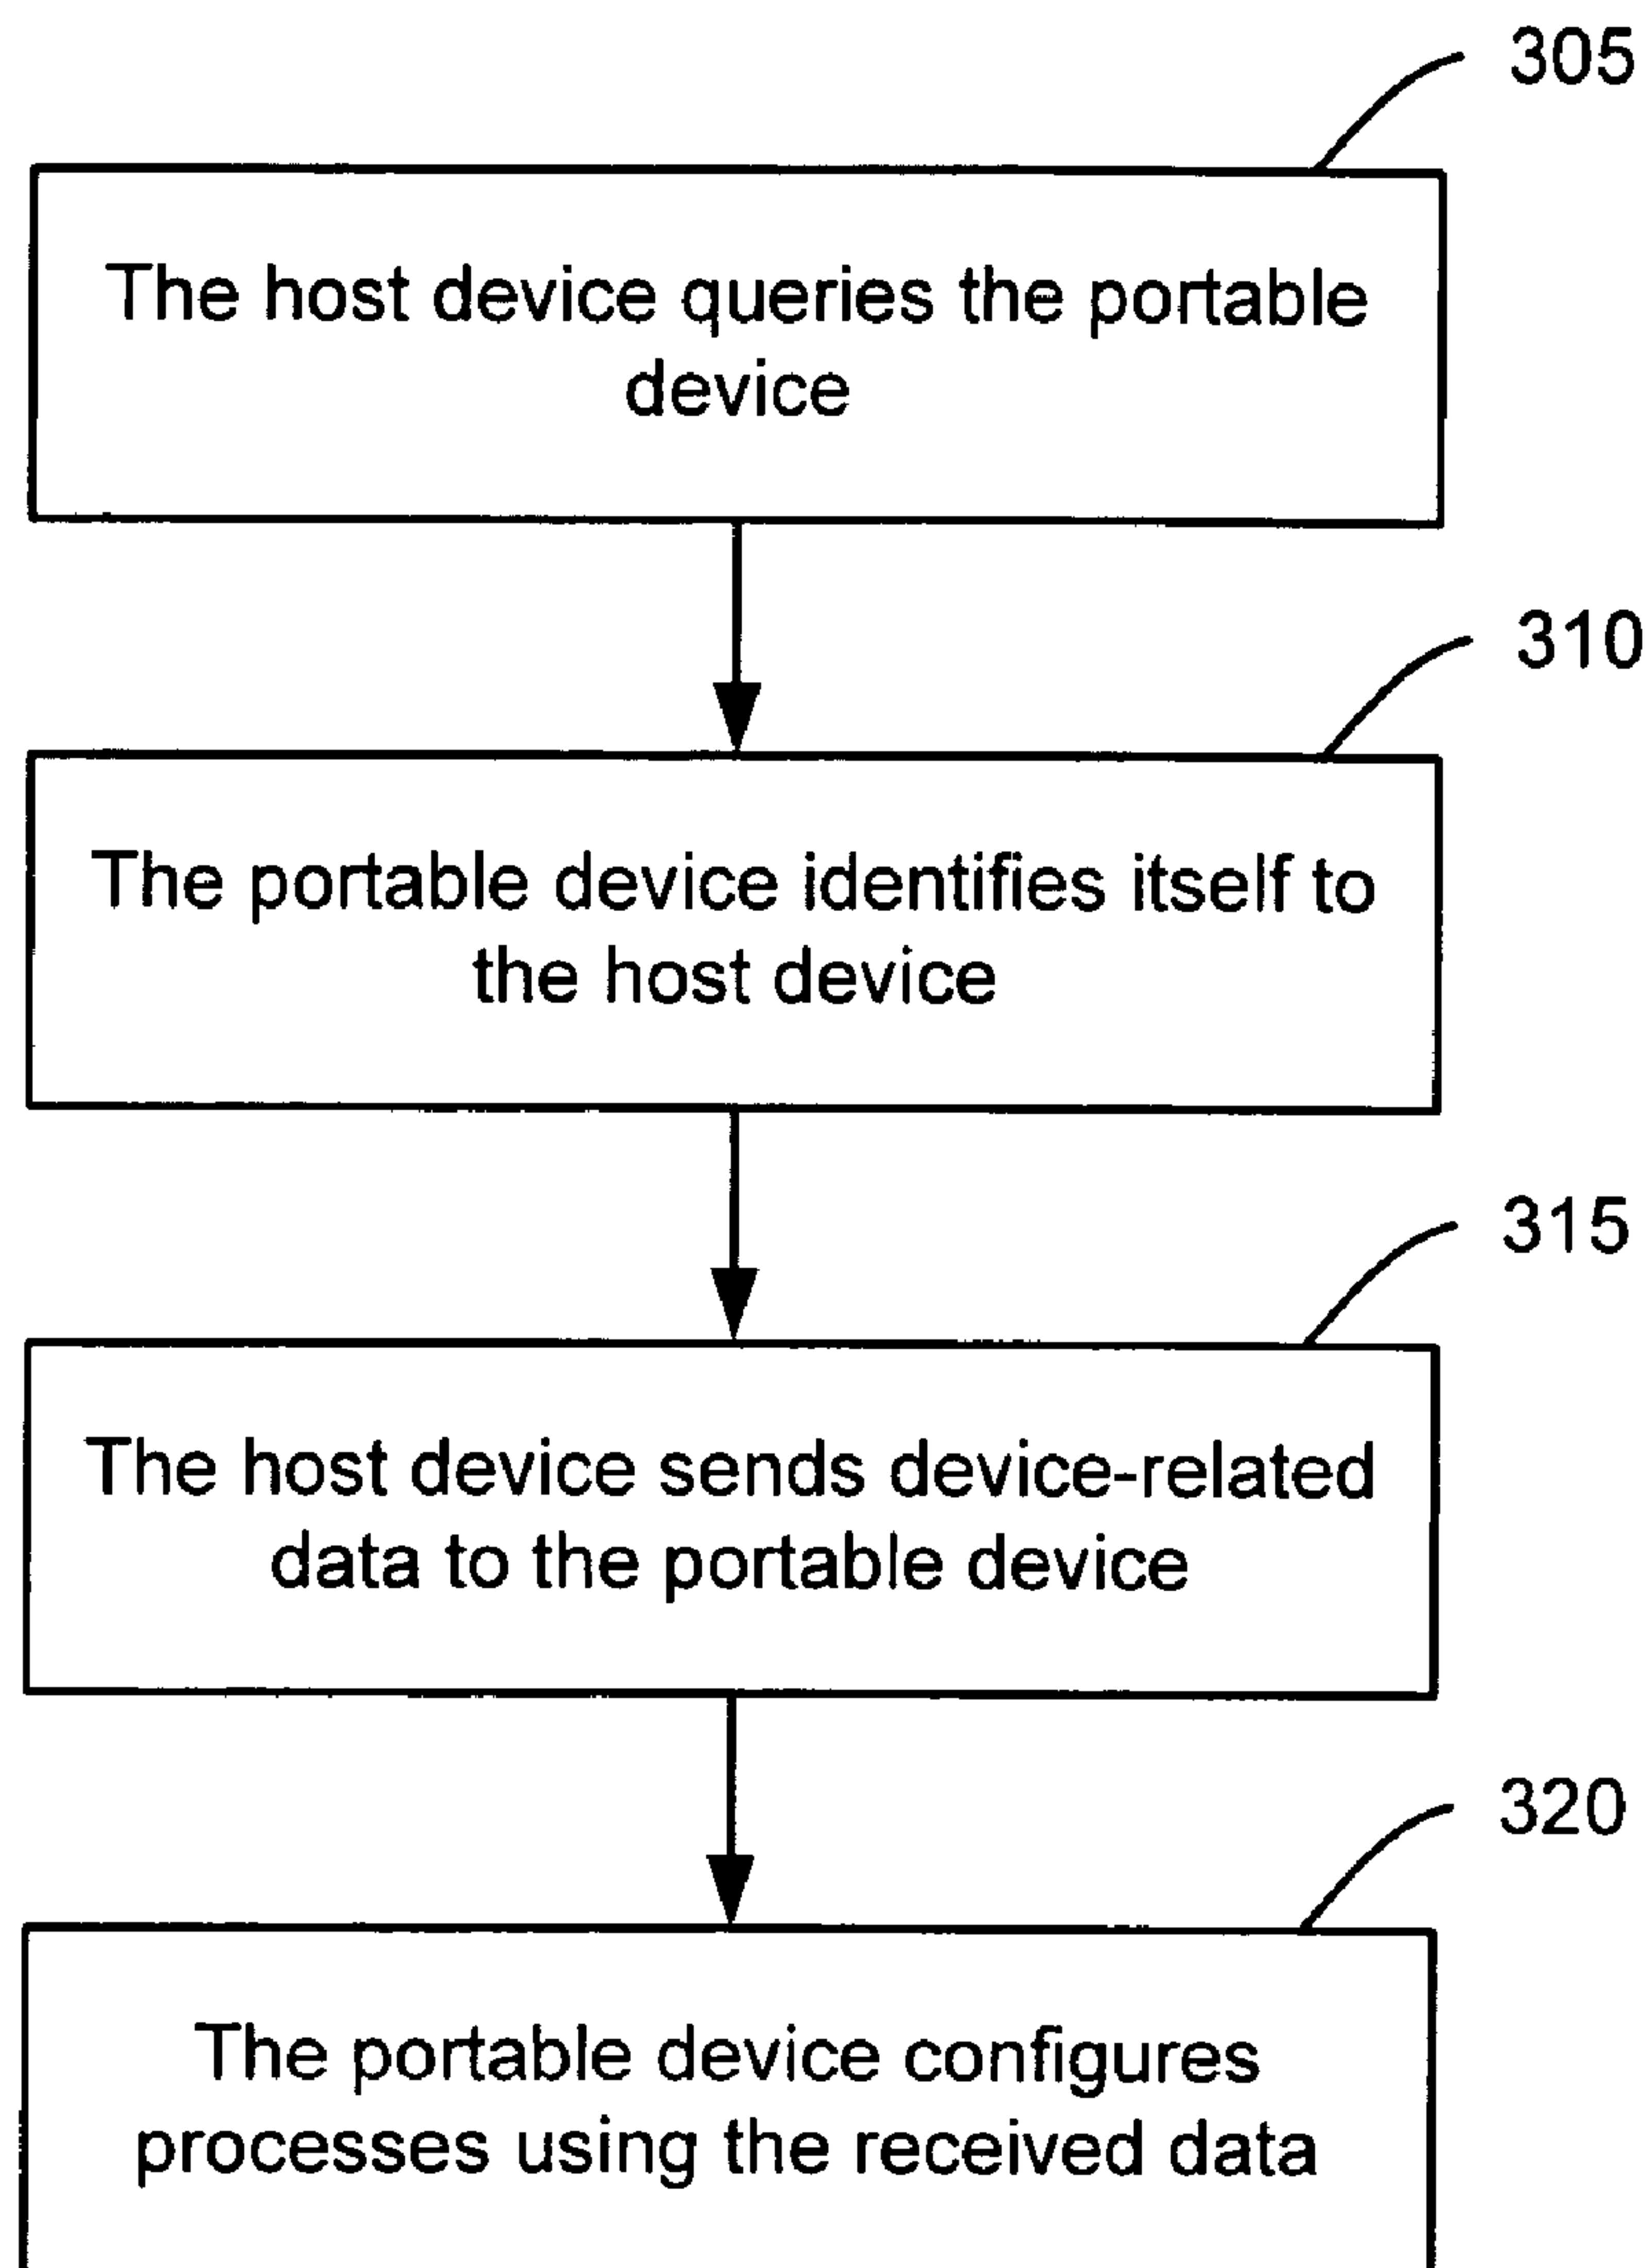 305
The host device queries the portable
device
310
The portable device identifies itself to
the host device
315
The host device sends device-related
data to the portable device
320
The portable device configures
processes using the received data